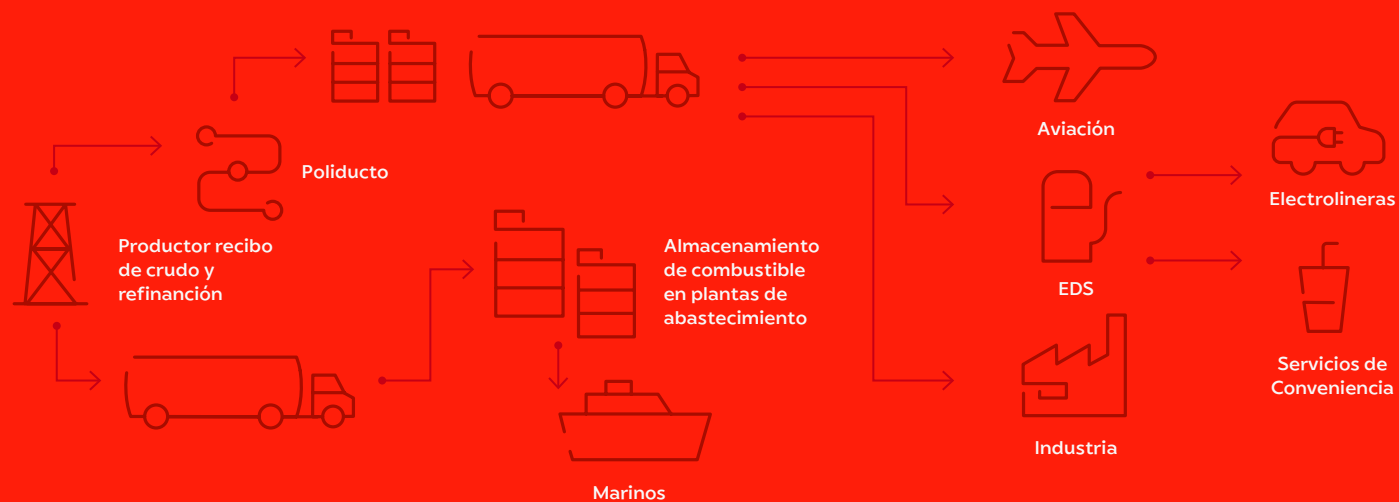 Aviación
Poliducto
Electrolineras
Productor recibo
de crudo y
refinanción
Almacenamiento
de combustible
en plantas de
abastecimiento
EDS
Servicios de
Conveniencia
Industria
Marinos